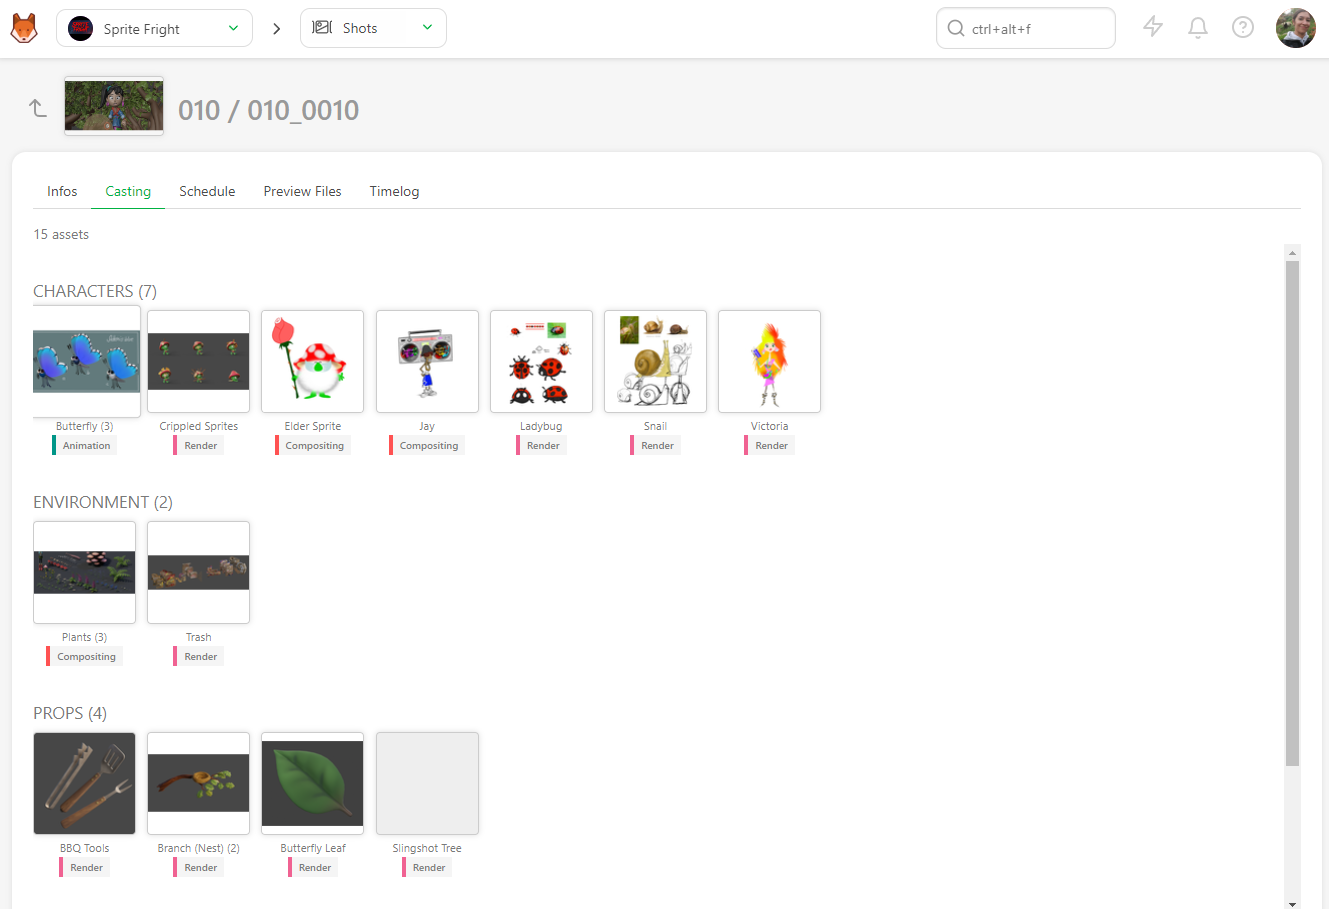 Sprite Fright
Shots
ctrl+alt+f
010 / 010_0010
Infos
Casting
Schedule
Preview Files
Timelog
15 assets
CHARACTERS (7)
Butterfly (3)
Crippled Sprites
Elder Sprite
Jay
Ladybug
Snail
Victoria
Animation
Render
Compositing
Compositing
Render
Render
Render
ENVIRONMENT (2)
Plants (3)
Trash
Compositing
Render
PROPS (4)
BBQ Tools
Branch (Nest) (2)
Butterfly Leaf
Slingshot Tree
Render
Render
Render
Render